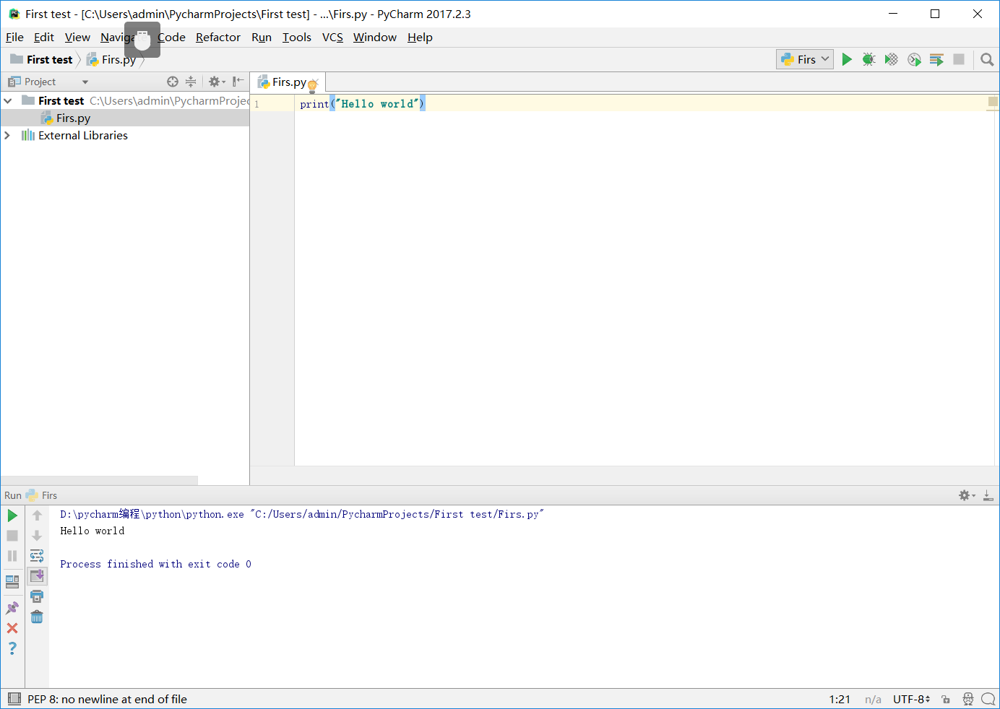 First test - [C:\Users\admin\PycharmProjects\First test] - ...\Firs.py - PyCharm 2017.2.3
File Edit View Code Refactor Run Tools VCS Window Help
First test Firs.py Firs
Project Firs.py
First test C:\Users\admin\PycharmProjec
1 print("Hello world")
Firs.py
External Libraries
Run Firs
D:\pycharm编程\python\python.exe "C:/Users/admin/PycharmProjects/First test/Firs.py"
Hello world
Process finished with exit code 0
PEP 8: no newline at end of file 1:21 n/a UTF-8